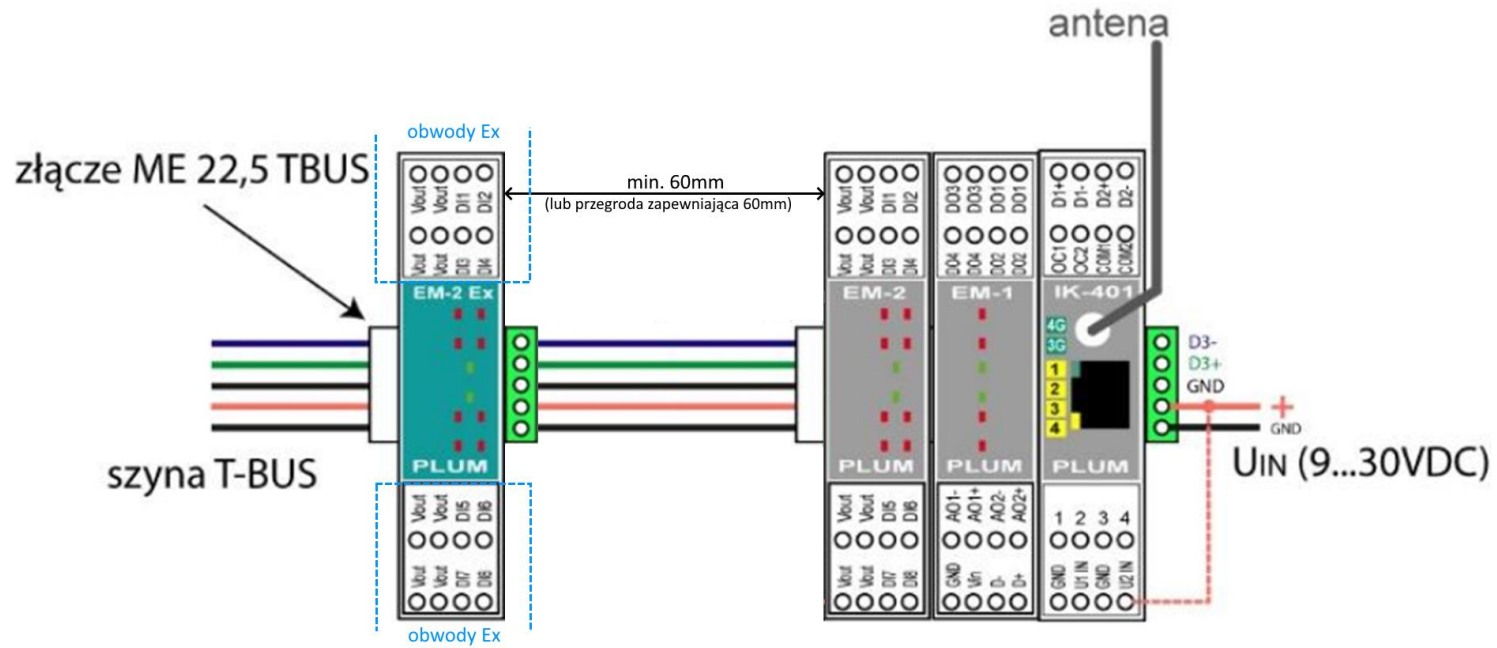 antena
obwody Ex
złącze ME 22,5 TBUS
min. 60mm
(lub przegroda zapewniająca 60mm)
Vout Vout DI1 DI2
Vout Vout DI3 DI4
EM-2 Ex
PLUM
Vout Vout DI5 DI6
Vout Vout DI7 DI8
obwody Ex
szyna T-BUS
Vout Vout DI1 DI2
Vout Vout DI3 DI4
EM-2
PLUM
Vout Vout DI5 DI6
Vout Vout DI7 DI8
DO3 DO3 DO1 DO1
DO4 DO4 DO2 DO2
EM-1
PLUM
AO1- AO1+ AO2- AO2+
GND Vin D- D+
D1+ D1- D2+ D2-
OC1 OC2 COM1 COM2
IK-401
4G
3G
1
2
3
4
PLUM
1 2 3 4
GND U1 IN GND U2 IN
D3-
D3+
GND
+
GND
UIN (9...30VDC)